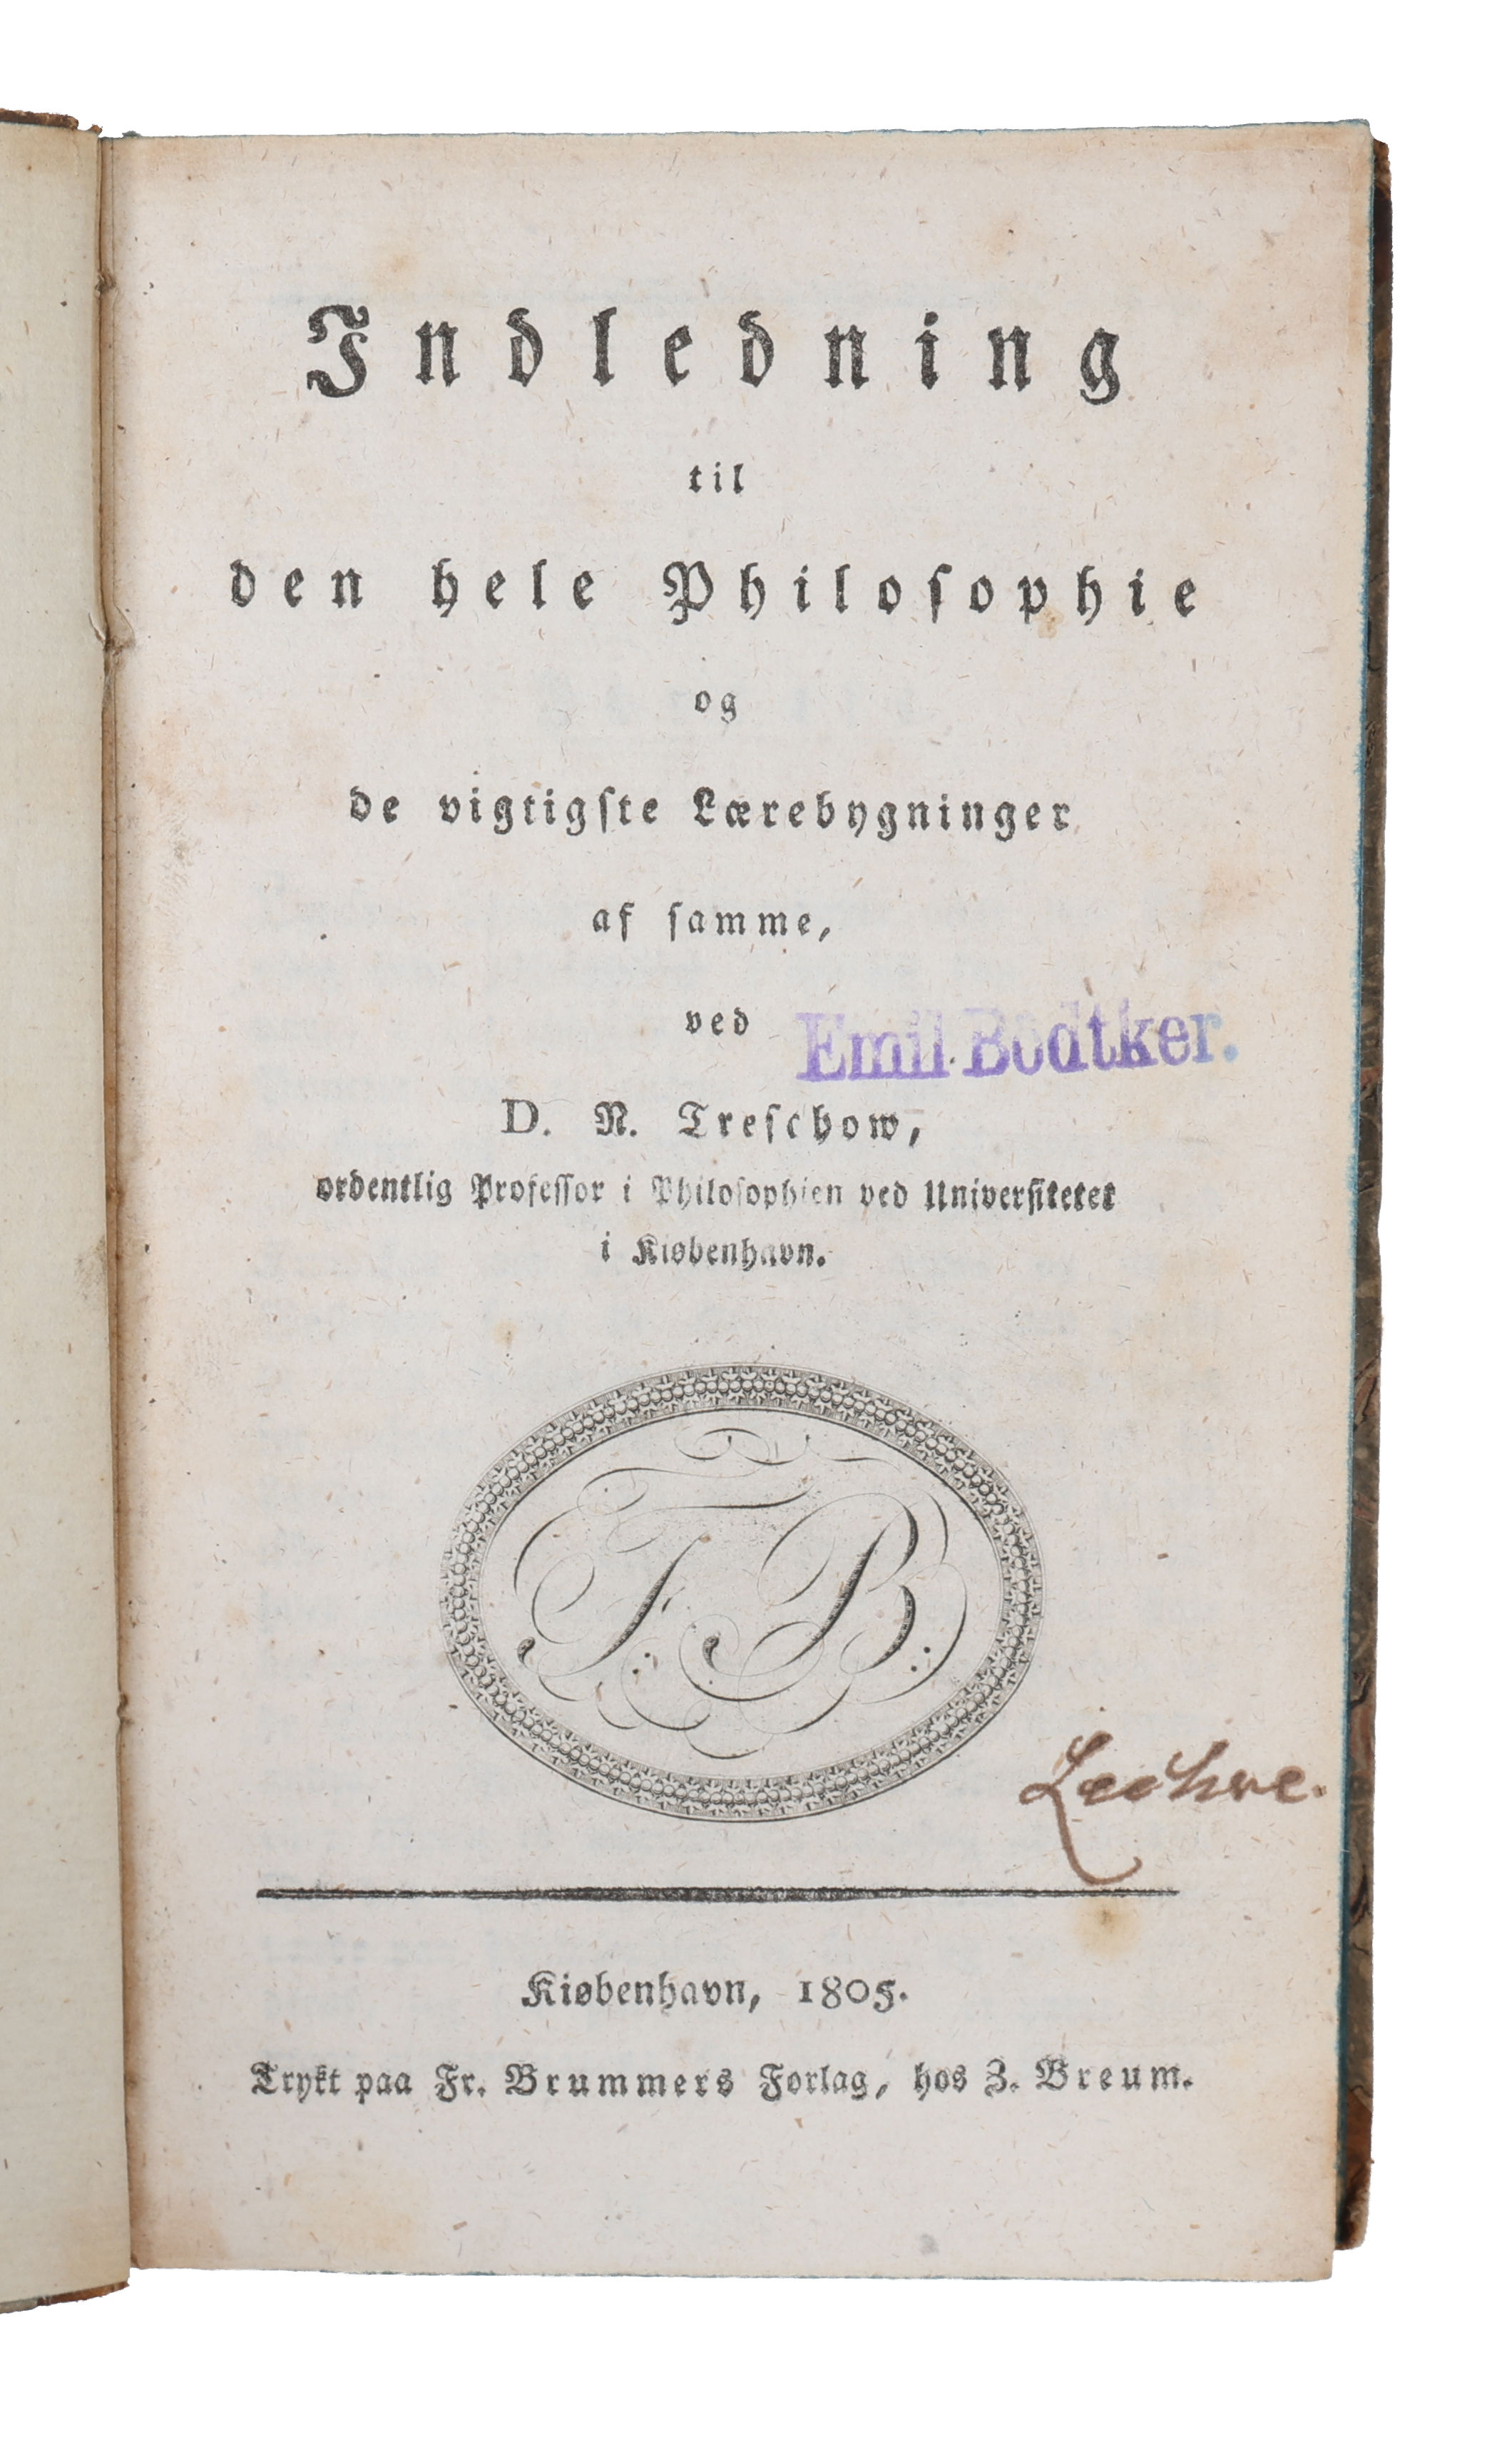 Indledning
til
den hele Philosophie
og
de vigtigste Lærebygninger
af samme,
ved
Emil Bödtker.
D. N. Treschow,
ordentlig Professor i Philosophien ved Universitetet
i Kiøbenhavn.
F. B.
Kiøbenhavn, 1805.
Trykt paa Fr. Brummers Forlag, hos Z. Breum.